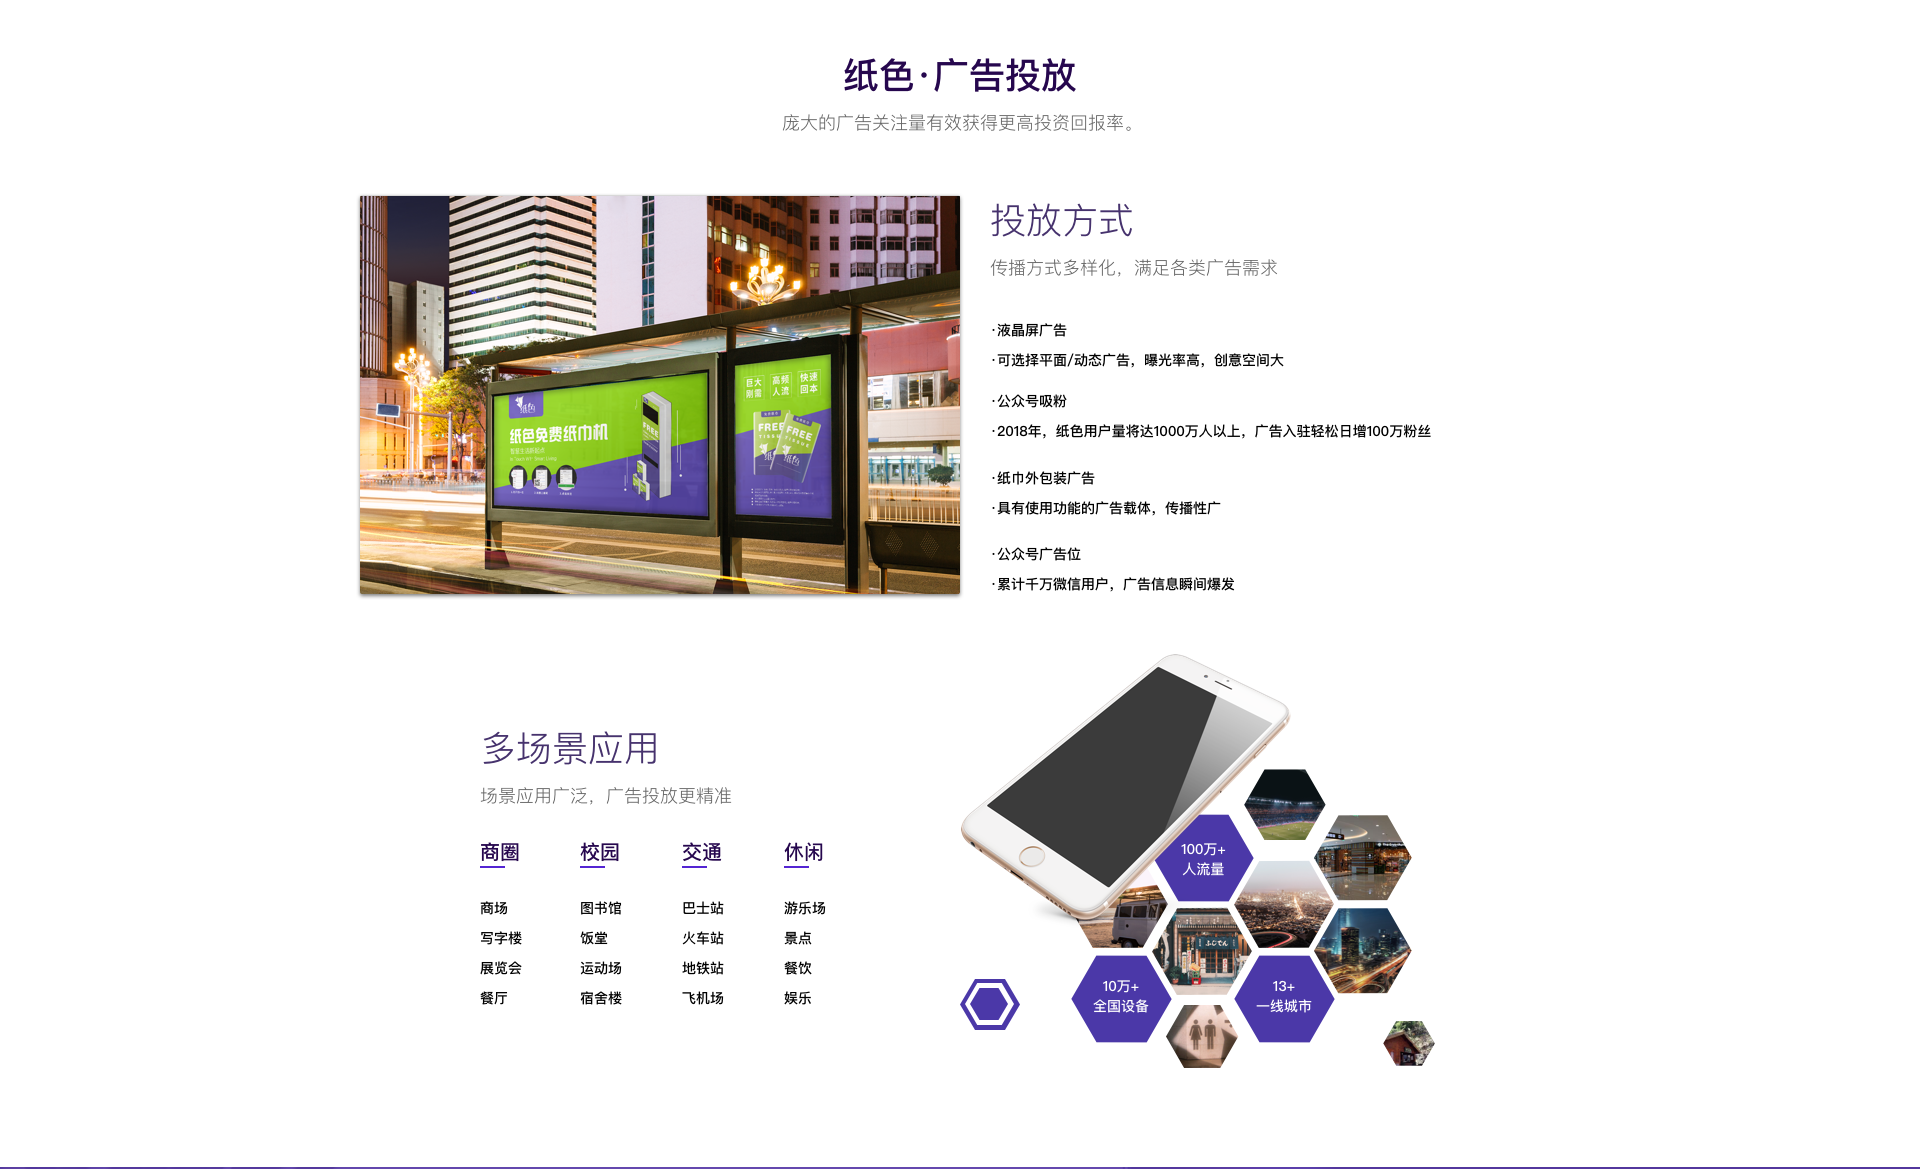 纸色·广告投放
庞大的广告关注量有效获得更高投资回报率。
纸色
纸色免费纸巾机
巨大 高频 快速
刚需 人流 回本
FREE
FREE
投放方式
传播方式多样化，满足各类广告需求
·液晶屏广告
·可选择平面/动态广告，曝光率高，创意空间大
·公众号吸粉
·2018年，纸色用户量将达1000万人以上，广告入驻轻松日增100万粉丝
·纸巾外包装广告
·具有使用功能的广告载体，传播性广
·公众号广告位
·累计千万微信用户，广告信息瞬间爆发
多场景应用
场景应用广泛，广告投放更精准
商圈 校园 交通 休闲
商场 图书馆 巴士站 游乐场
写字楼 饭堂 火车站 景点
展览会 运动场 地铁站 餐饮
餐厅 宿舍楼 飞机场 娱乐
100万+
人流量
10万+
全国设备
13+
一线城市